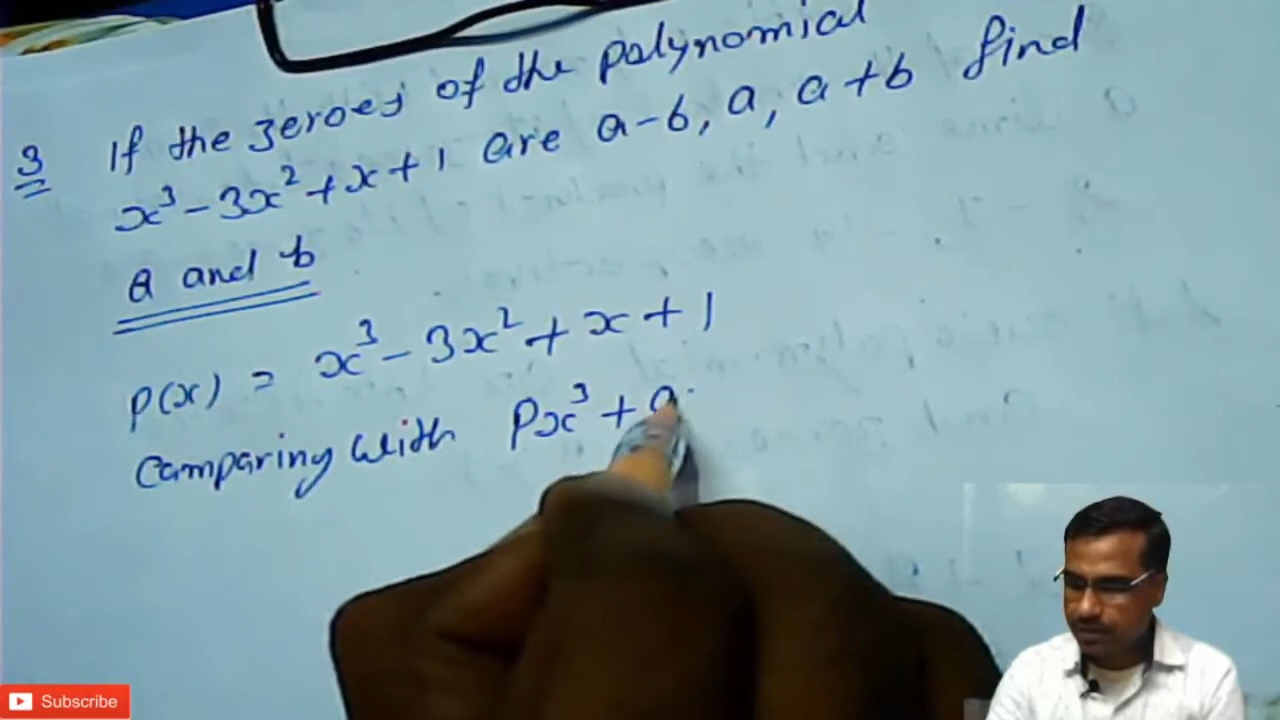 3 If the zeroes of the polynomial
x³-3x²+x+1 are a-b, a, a+b find
a and b
p(x) = x³-3x²+x+1
Comparing with Px³+
Subscribe